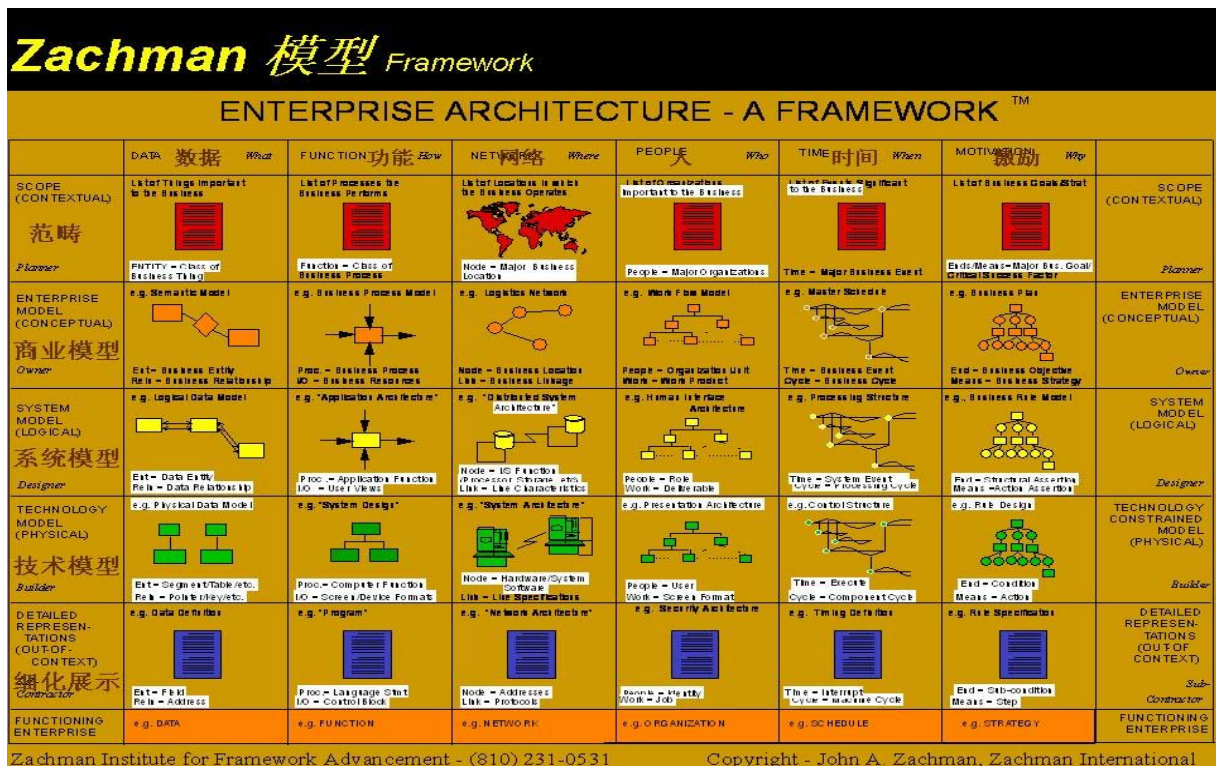 Zachman 模型 Framework
ENTERPRISE ARCHITECTURE - A FRAMEWORK ™
DATA 数据 What
FUNCTION 功能 How
NETWORK 网络 Where
PEOPLE 人 Who
TIME 时间 When
MOTIVATION 激励 Why
SCOPE
(CONTEXTUAL)
范畴
Planner
List of Things Important
to the Business
ENTITY = Class of
Business Thing
List of Processes the
Business Performs
Function = Class of
Business Process
List of Locations in which
the Business Operates
Node = Major Business
Location
List of Organizations
Important to the Business
People = Major Organizations
List of Events Significant
to the Business
Time = Major Business Event
List of Business Goals/Strat
Ends/Means=Major Bus. Goal/
Critical Success Factor
SCOPE
(CONTEXTUAL)
Planner
ENTERPRISE
MODEL
(CONCEPTUAL)
商业模型
Owner
e.g. Semantic Model
Ent = Business Entity
Reln = Business Relationship
e.g. Business Process Model
Proc. = Business Process
I/O = Business Resources
e.g. Logistics Network
Node = Business Location
Link = Business Linkage
e.g. Work Flow Model
People = Organization Unit
Work = Work Product
e.g. Master Schedule
Time = Business Event
Cycle = Business Cycle
e.g. Business Plan
End = Business Objective
Means = Business Strategy
ENTERPRISE
MODEL
(CONCEPTUAL)
Owner
SYSTEM
MODEL
(LOGICAL)
系统模型
Designer
e.g. Logical Data Model
Ent = Data Entity
Reln = Data Relationship
e.g. "Application Architecture"
Proc .= Application Function
I/O = User Views
e.g. "Distributed System
Architecture"
Node = I/S Function
(Processor, Storage, etc)
Link = Line Characteristics
e.g. Human Interface
Architecture
People = Role
Work = Deliverable
e.g. Processing Structure
Time = System Event
Cycle = Processing Cycle
e.g., Business Rule Model
End = Structural Assertion
Means =Action Assertion
SYSTEM
MODEL
(LOGICAL)
Designer
TECHNOLOGY
MODEL
(PHYSICAL)
技术模型
Builder
e.g. Physical Data Model
Ent = Segment/Table/etc.
Reln = Pointer/Key/etc.
e.g. "System Design"
Proc.= Computer Function
I/O = Screen/Device Formats
e.g. "System Architecture"
Node = Hardware/System
Software
Link = Line Specifications
e.g. Presentation Architecture
People = User
Work = Screen Format
e.g. Control Structure
Time = Execute
Cycle = Component Cycle
e.g. Rule Design
End = Condition
Means = Action
TECHNOLOGY
CONSTRAINED
MODEL
(PHYSICAL)
Builder
DETAILED
REPRESEN-
TATIONS
(OUT-OF-
CONTEXT)
细化展示
Contractor
e.g. Data Definition
Ent = Field
Reln = Address
e.g. "Program"
Proc.= Language Stmt
I/O = Control Block
e.g. "Network Architecture"
Node = Addresses
Link = Protocols
e.g. Security Architecture
People = Identity
Work = Job
e.g. Timing Definition
Time = Interrupt
Cycle = Machine Cycle
e.g. Rule Specification
End = Sub-condition
Means = Step
DETAILED
REPRESEN-
TATIONS
(OUT-OF
CONTEXT)
Sub-
Contractor
FUNCTIONING
ENTERPRISE
e.g. DATA
e.g. FUNCTION
e.g. NETWORK
e.g. ORGANIZATION
e.g. SCHEDULE
e.g. STRATEGY
FUNCTIONING
ENTERPRISE
Zachman Institute for Framework Advancement - (810) 231-0531
Copyright - John A. Zachman, Zachman International